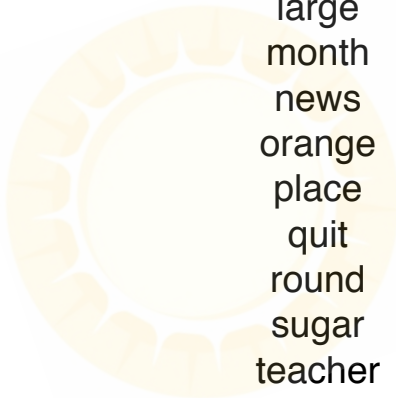 large
month
news
orange
place
quit
round
sugar
teacher